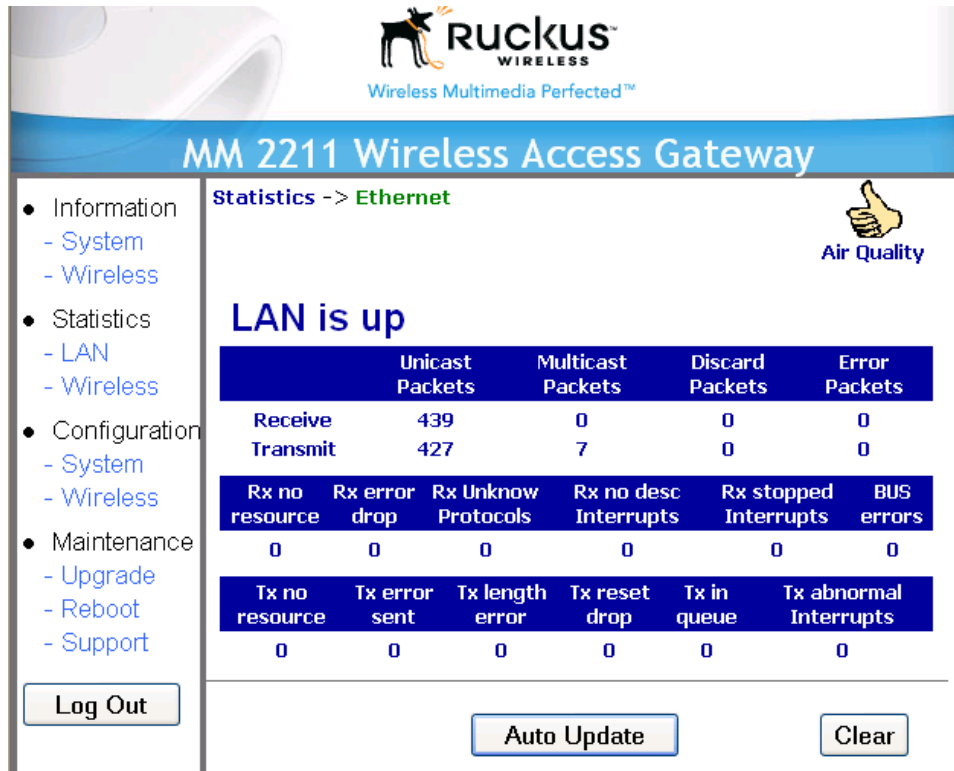 Ruckus™
WIRELESS
Wireless Multimedia Perfected™
MM 2211 Wireless Access Gateway
• Information
- System
- Wireless
• Statistics
- LAN
- Wireless
• Configuration
- System
- Wireless
• Maintenance
- Upgrade
- Reboot
- Support
Log Out
Statistics -> Ethernet
Air Quality
LAN is up
Unicast Packets Multicast Packets Discard Packets Error Packets
Receive 439 0 0 0
Transmit 427 7 0 0
Rx no resource Rx error drop Rx Unknow Protocols Rx no desc Interrupts Rx stopped Interrupts BUS errors
0 0 0 0 0 0
Tx no resource Tx error sent Tx length error Tx reset drop Tx in queue Tx abnormal Interrupts
0 0 0 0 0 0
Auto Update Clear